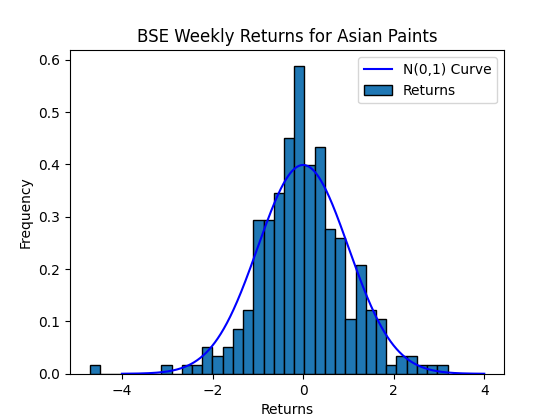 BSE Weekly Returns for Asian Paints
N(0,1) Curve
Returns
Frequency
0.6
0.5
0.4
0.3
0.2
0.1
0.0
−4 −2 0 2 4
Returns